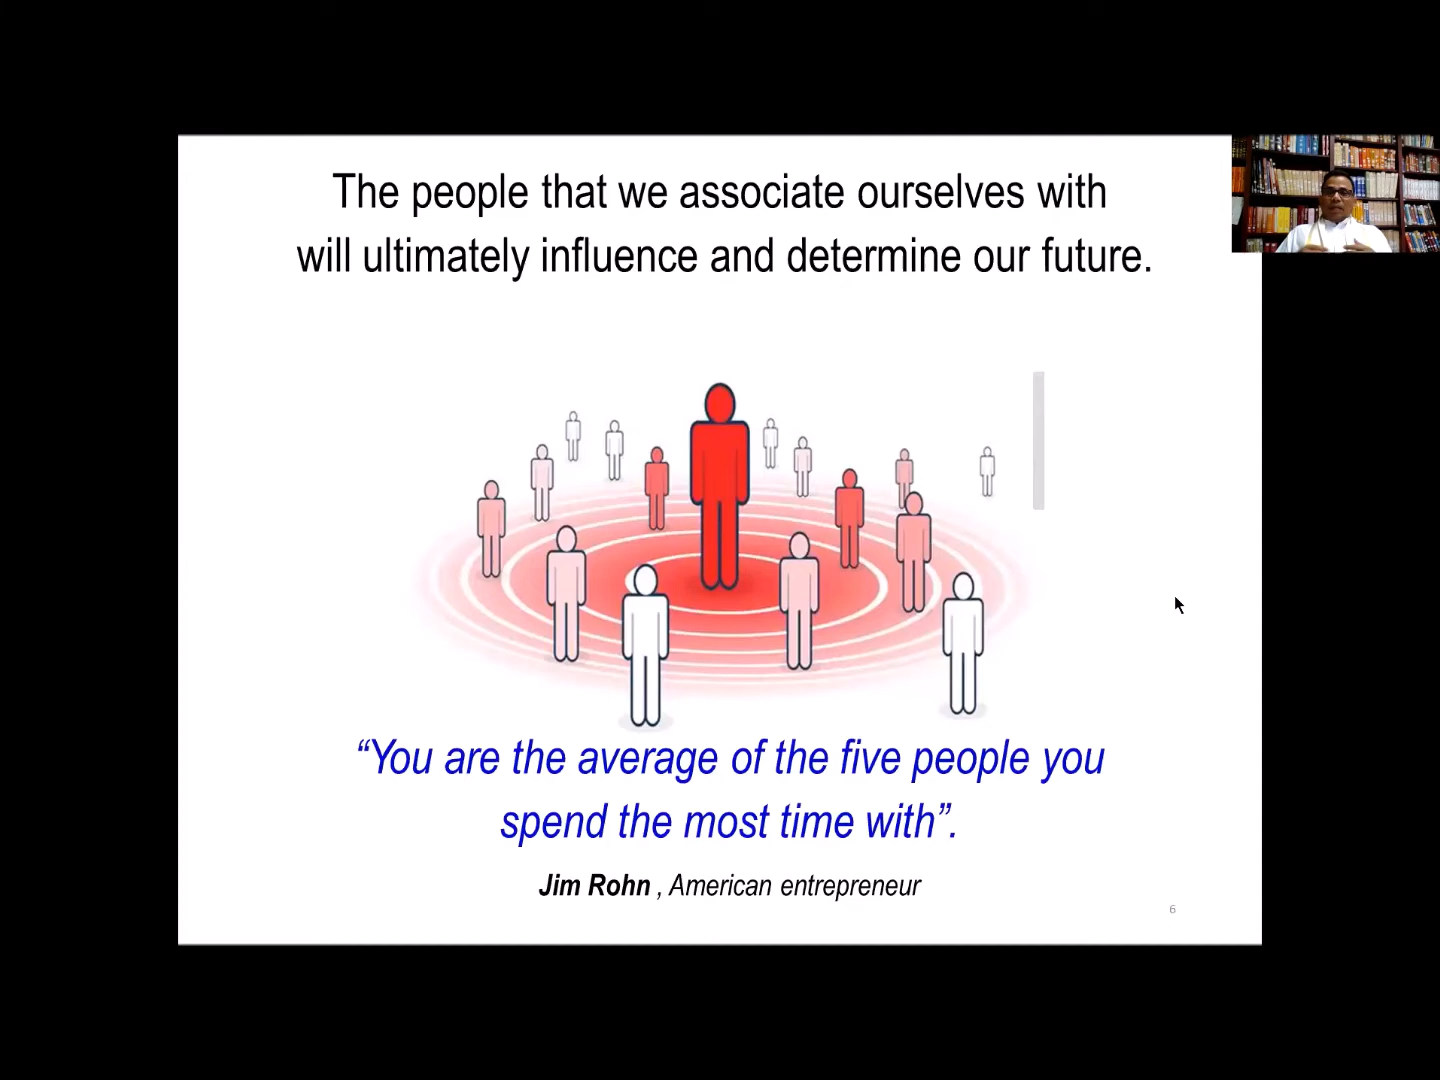 The people that we associate ourselves with
will ultimately influence and determine our future.
“You are the average of the five people you
spend the most time with”.
Jim Rohn , American entrepreneur
6